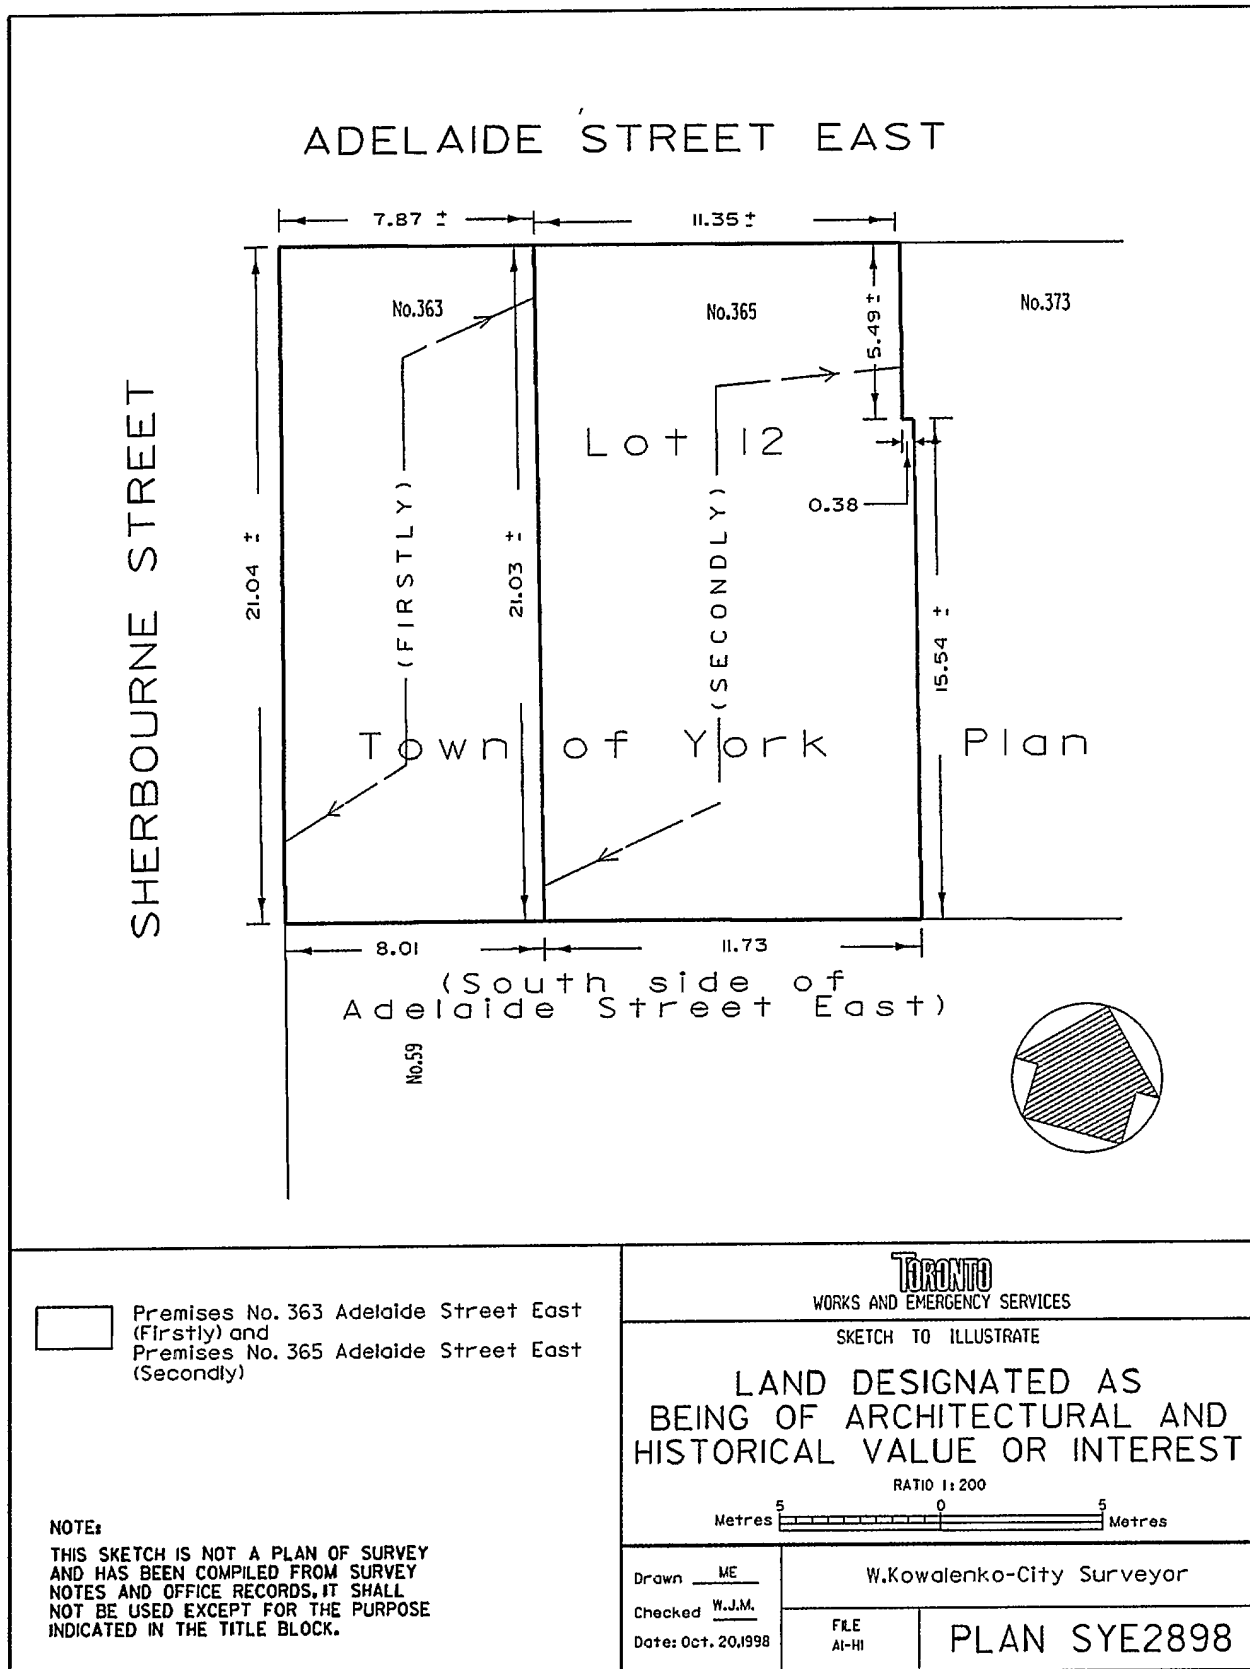 ADELAIDE STREET EAST
7.87 ±
11.35 ±
No.363
No.365
No.373
5.49 ±
Lot 12
0.38
SHERBOURNE STREET
21.04 ±
(FIRSTLY)
21.03 ±
(SECONDLY)
15.54 ±
Town of York Plan
8.01
11.73
(South side of
Adelaide Street East)
No.59
Premises No. 363 Adelaide Street East
(Firstly) and
Premises No. 365 Adelaide Street East
(Secondly)
NOTE:
THIS SKETCH IS NOT A PLAN OF SURVEY
AND HAS BEEN COMPILED FROM SURVEY
NOTES AND OFFICE RECORDS. IT SHALL
NOT BE USED EXCEPT FOR THE PURPOSE
INDICATED IN THE TITLE BLOCK.
TORONTO
WORKS AND EMERGENCY SERVICES
SKETCH TO ILLUSTRATE
LAND DESIGNATED AS
BEING OF ARCHITECTURAL AND
HISTORICAL VALUE OR INTEREST
RATIO 1:200
5 0 5
Metres Metres
Drawn ME
Checked W.J.M.
Date: Oct. 20,1998
W.Kowalenko-City Surveyor
FILE
A1-H1
PLAN SYE2898